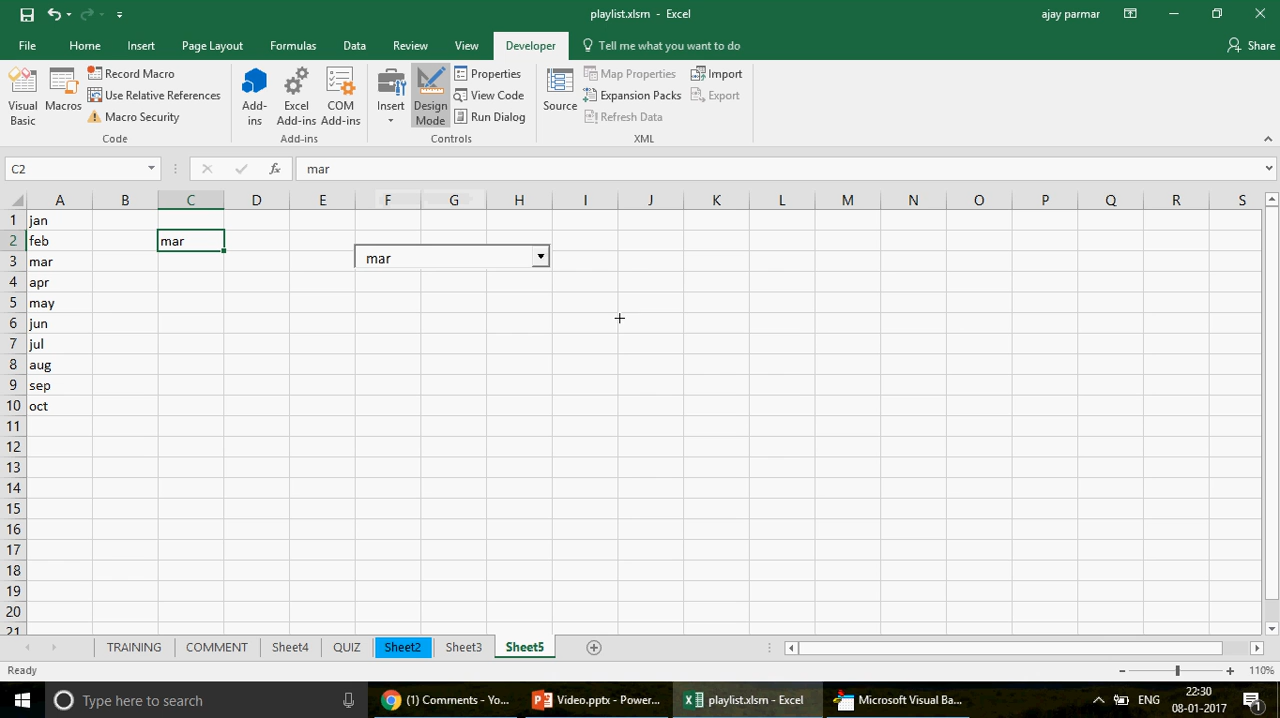 playlist.xlsm - Excel
ajay parmar
File Home Insert Page Layout Formulas Data Review View Developer Tell me what you want to do Share
Visual Basic
Macros
Record Macro
Use Relative References
Macro Security
Code
Add-ins
Excel Add-ins
COM Add-ins
Add-ins
Insert
Design Mode
Properties
View Code
Run Dialog
Controls
Source
Map Properties
Expansion Packs
Refresh Data
Import
Export
XML
C2 fx mar
A B C D E F G H I J K L M N O P Q R S
1 jan
2 feb mar
3 mar mar
4 apr
5 may
6 jun
7 jul
8 aug
9 sep
10 oct
11
12
13
14
15
16
17
18
19
20
21
TRAINING COMMENT Sheet4 QUIZ Sheet2 Sheet3 Sheet5
Ready 110%
Type here to search (1) Comments - Yo... Video.pptx - Power... playlist.xlsm - Excel Microsoft Visual Ba... ENG 22:30
08-01-2017 1